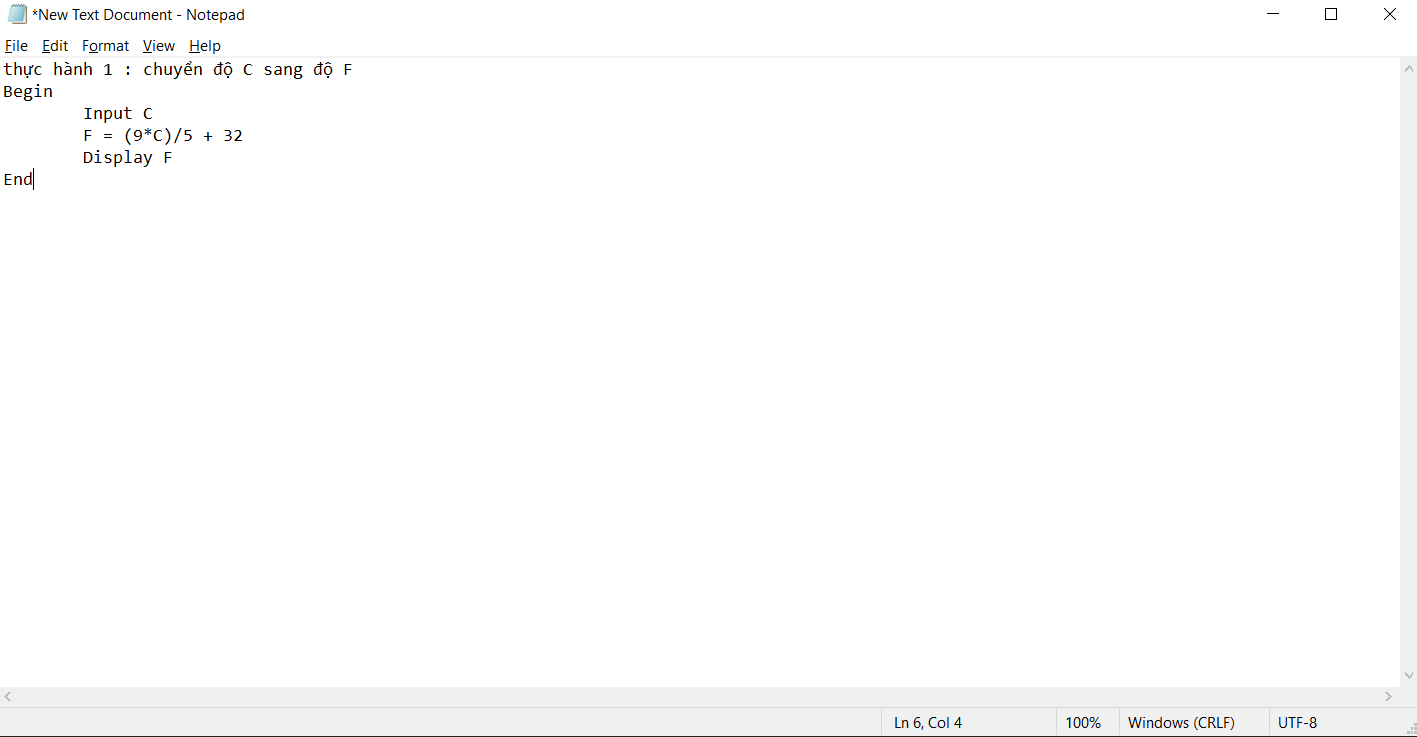 *New Text Document - Notepad
File Edit Format View Help
thực hành 1 : chuyển độ C sang độ F
Begin
        Input C
        F = (9*C)/5 + 32
        Display F
End
Ln 6, Col 4 100% Windows (CRLF) UTF-8